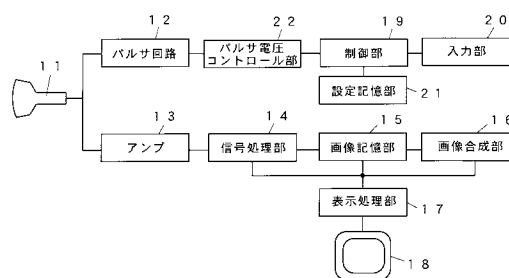 12
22
19
20
パルサ回路
パルサ電圧
コントロール部
制御部
入力部
11
設定記憶部
21
13
14
15
16
アンプ
信号処理部
画像記憶部
画像合成部
17
表示処理部
18